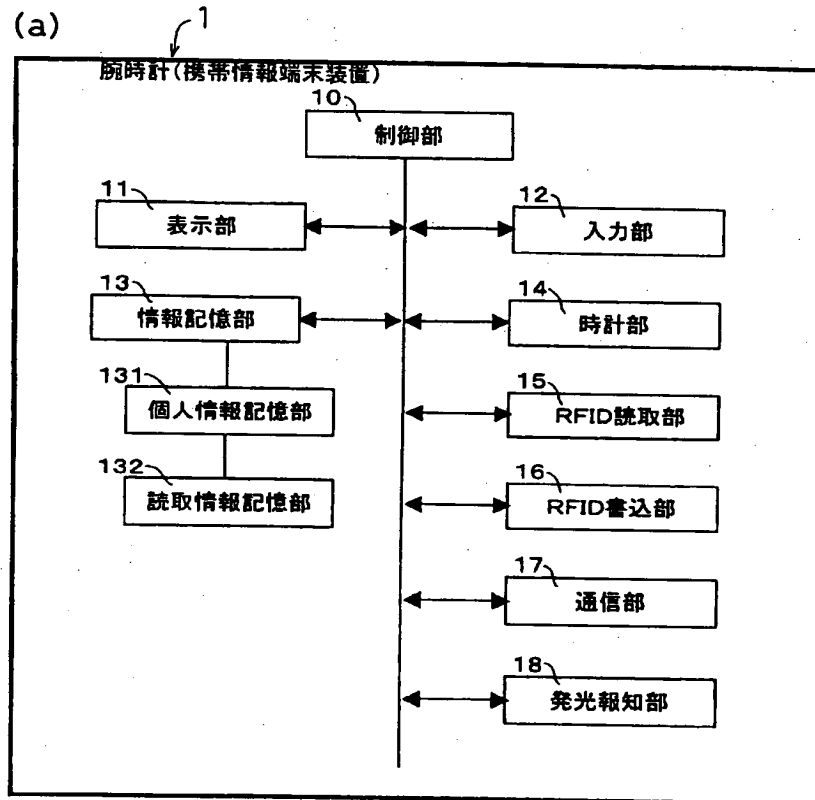 (a)
1
腕時計(携帯情報端末装置)
10
制御部
11
表示部
12
入力部
13
情報記憶部
14
時計部
131
個人情報記憶部
15
RFID読取部
132
読取情報記憶部
16
RFID書込部
17
通信部
18
発光報知部